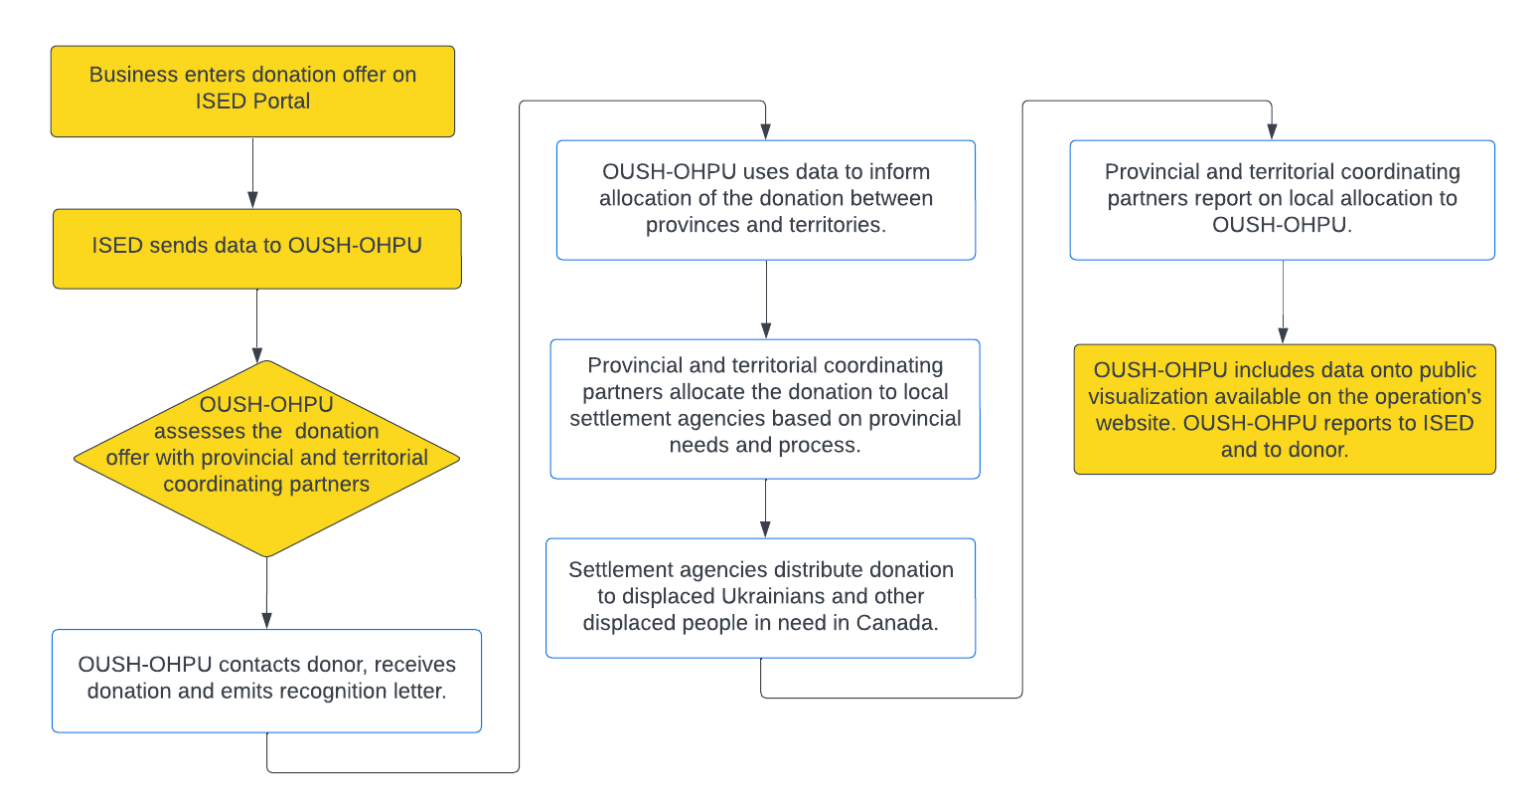 Business enters donation offer on
ISED Portal
ISED sends data to OUSH-OHPU
OUSH-OHPU
assesses the donation
offer with provincial and territorial
coordinating partners
OUSH-OHPU contacts donor, receives
donation and emits recognition letter.
OUSH-OHPU uses data to inform
allocation of the donation between
provinces and territories.
Provincial and territorial coordinating
partners allocate the donation to local
settlement agencies based on provincial
needs and process.
Settlement agencies distribute donation
to displaced Ukrainians and other
displaced people in need in Canada.
Provincial and territorial coordinating
partners report on local allocation to
OUSH-OHPU.
OUSH-OHPU includes data onto public
visualization available on the operation's
website. OUSH-OHPU reports to ISED
and to donor.